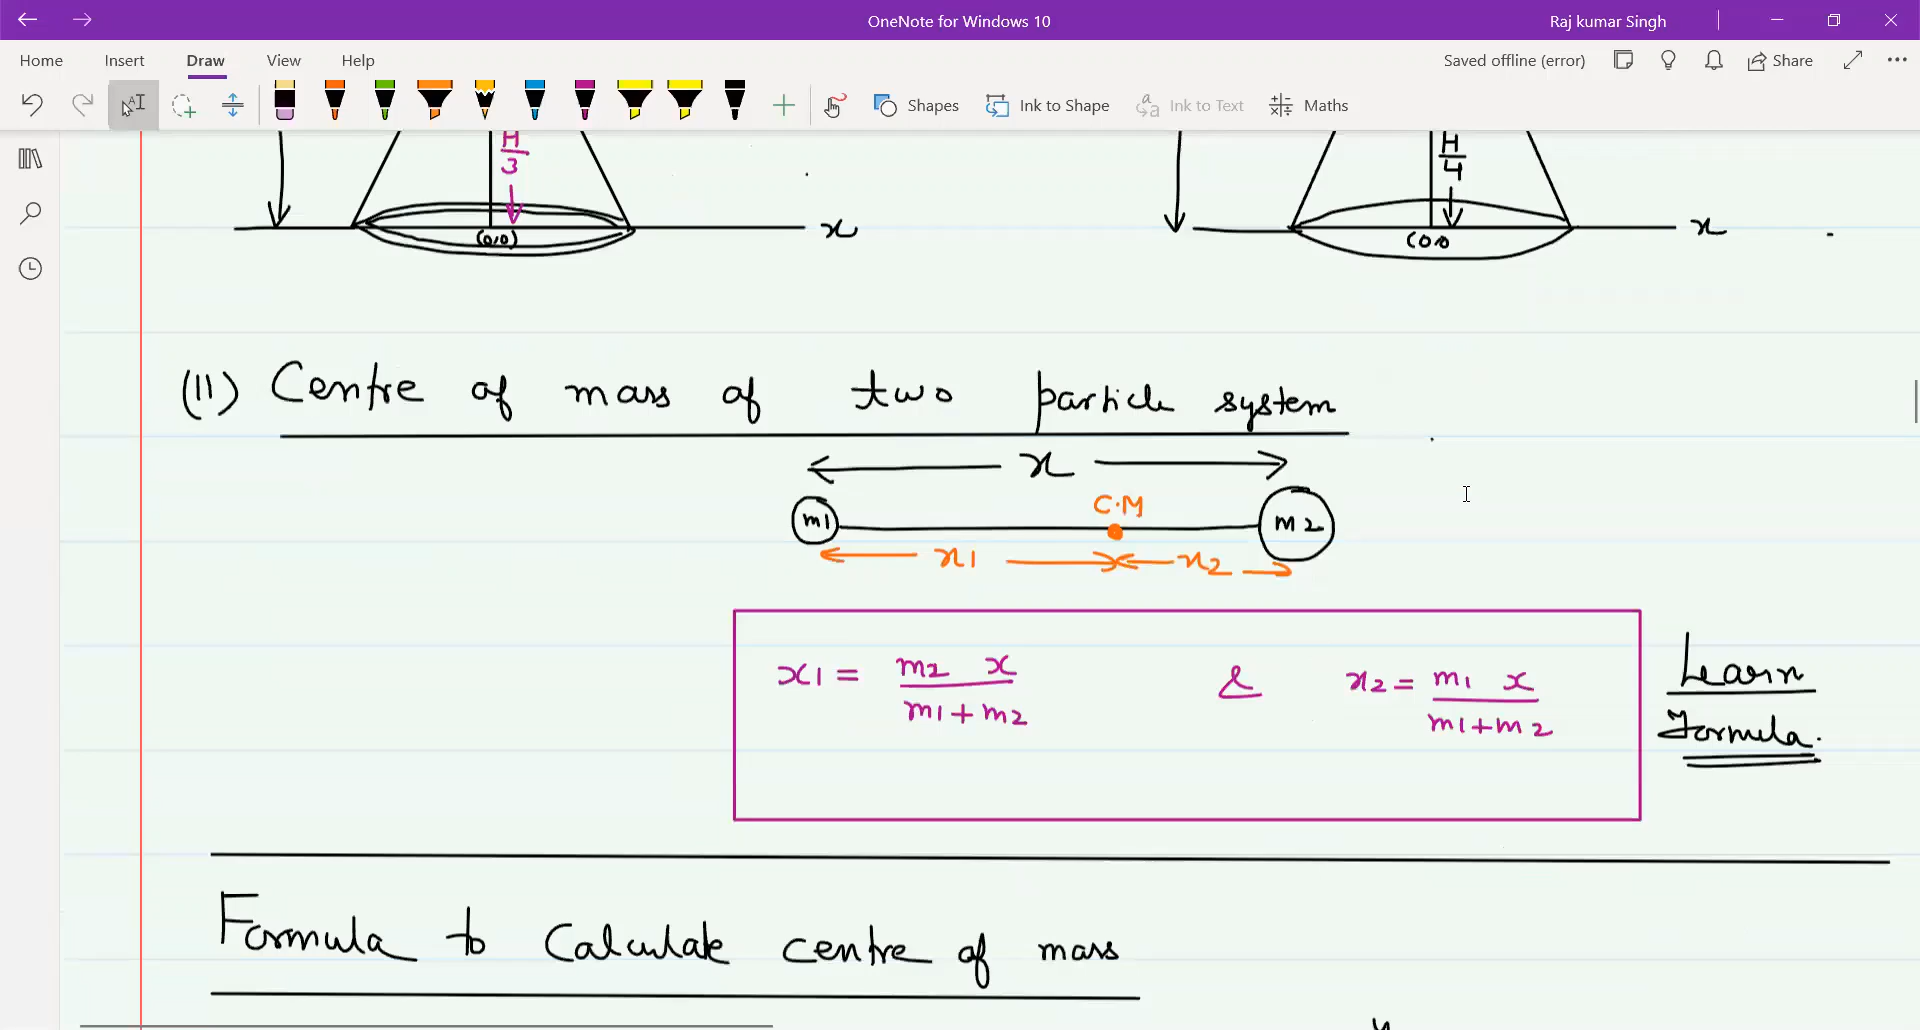 OneNote for Windows 10
Raj kumar Singh
Home Insert Draw View Help
Saved offline (error) Share
Shapes Ink to Shape Ink to Text Maths
H/3
H/4
(0,0) x
(0,0 x
(11) Centre of mass of two particle system
x
C.M
m1 m2
x1 x2
x1 = m2 x / m1+m2 & x2 = m1 x / m1+m2
Learn
Formula.
Formula to Calculate centre of mass